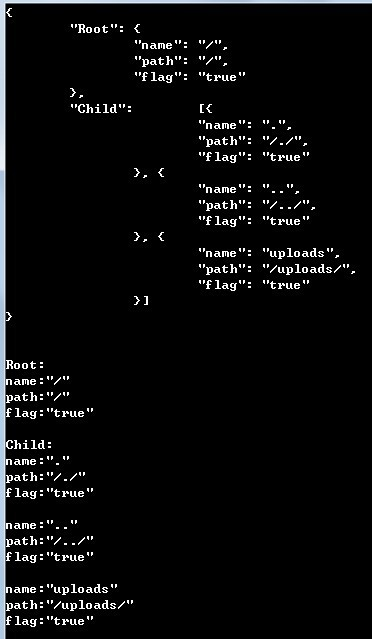 {
"Root": {
"name": "/",
"path": "/",
"flag": "true"
},
"Child": [{
"name": ".",
"path": "/./",
"flag": "true"
}, {
"name": "..",
"path": "/../",
"flag": "true"
}, {
"name": "uploads",
"path": "/uploads/",
"flag": "true"
}]
}
Root:
name:"/"
path:"/"
flag:"true"
Child:
name:"."
path:"/./"
flag:"true"
name:".."
path:"/../"
flag:"true"
name:"uploads"
path:"/uploads/"
flag:"true"